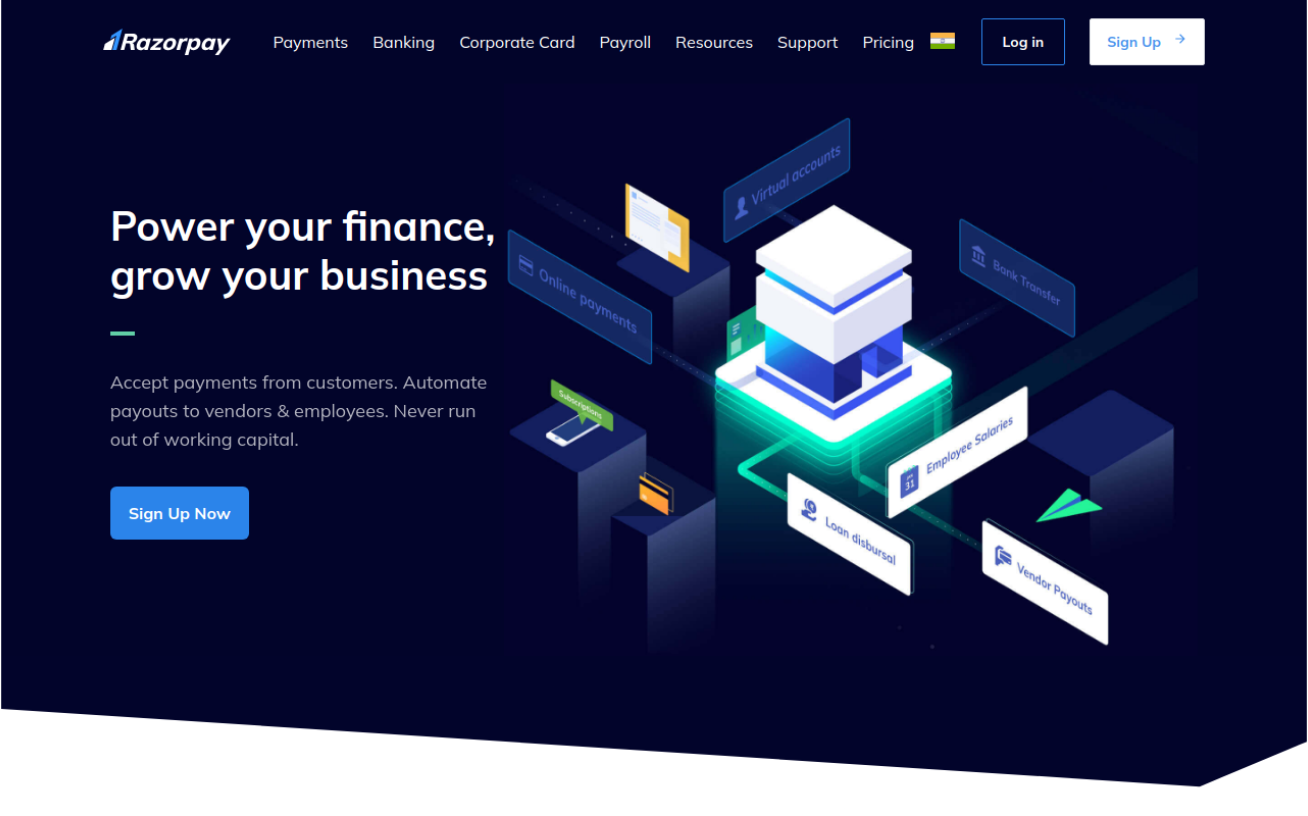 Razorpay
Payments
Banking
Corporate Card
Payroll
Resources
Support
Pricing
Log in
Sign Up
Power your finance,
grow your business
Accept payments from customers. Automate
payouts to vendors & employees. Never run
out of working capital.
Sign Up Now
Virtual accounts
Online payments
Bank Transfer
Subscriptions
Employee Salaries
31
Loan disbursal
Vendor Payouts